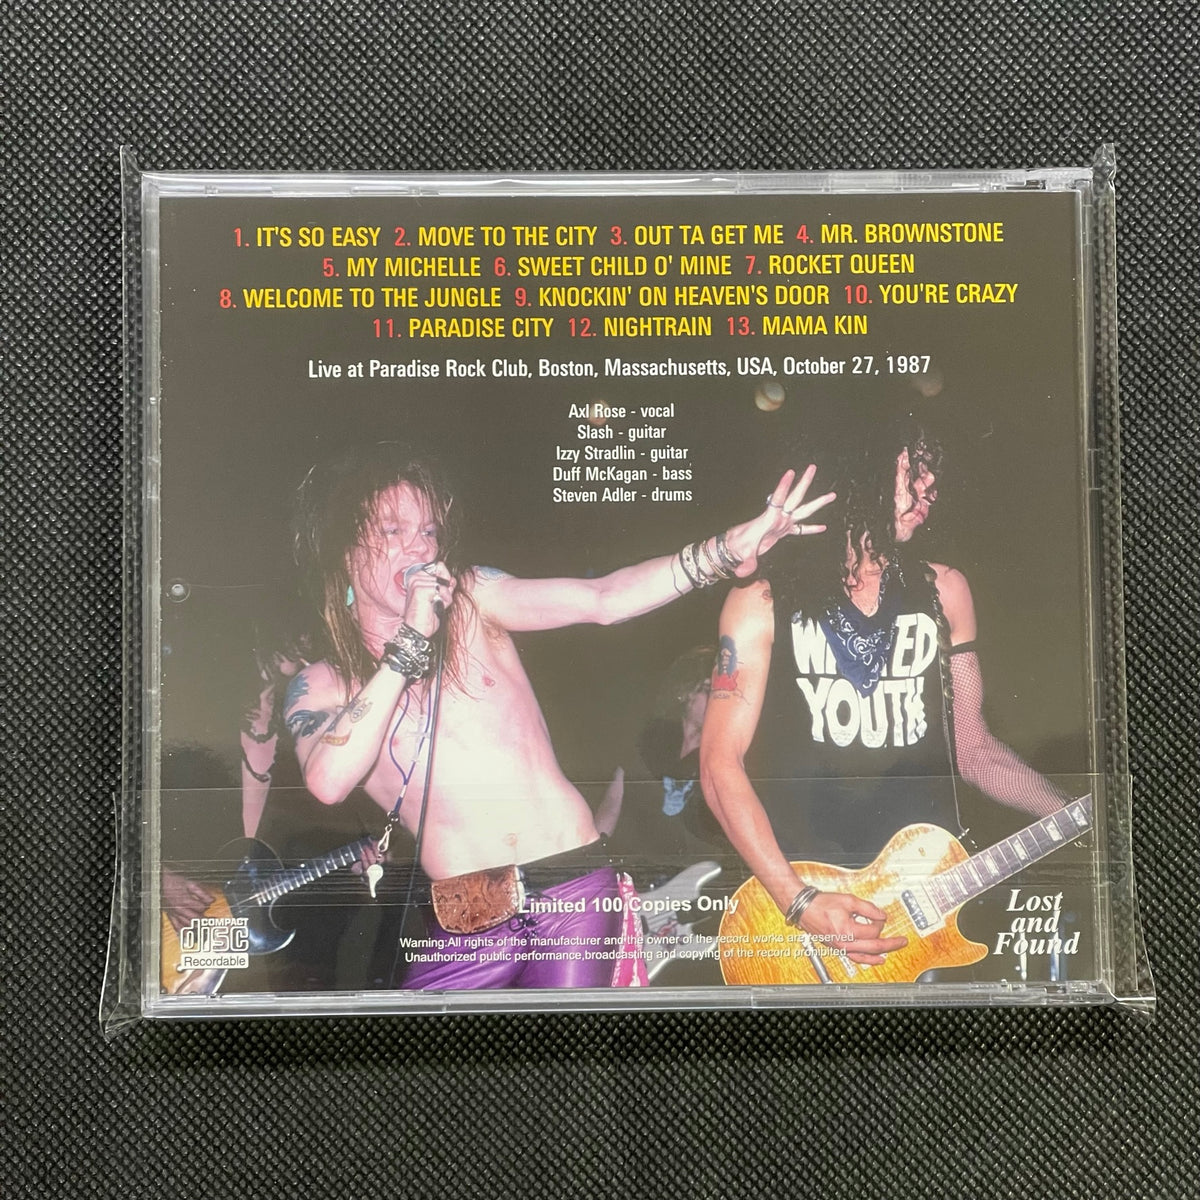 1. IT'S SO EASY 2. MOVE TO THE CITY 3. OUT TA GET ME 4. MR. BROWNSTONE
5. MY MICHELLE 6. SWEET CHILD O' MINE 7. ROCKET QUEEN
8. WELCOME TO THE JUNGLE 9. KNOCKIN' ON HEAVEN'S DOOR 10. YOU'RE CRAZY
11. PARADISE CITY 12. NIGHTRAIN 13. MAMA KIN
Live at Paradise Rock Club, Boston, Massachusetts, USA, October 27, 1987
Axl Rose - vocal
Slash - guitar
Izzy Stradlin - guitar
Duff McKagan - bass
Steven Adler - drums
YOUTH
Limited 100 Copies Only
Warning:All rights of the manufacturer and the owner of the record works are reserved
Unauthorized public performance,broadcasting and copying of the record prohibited
COMPACT
disc
Recordable
Lost
and
Found